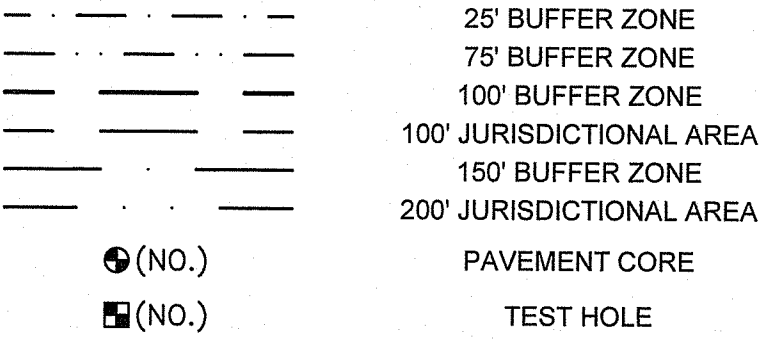 25' BUFFER ZONE
75' BUFFER ZONE
100' BUFFER ZONE
100' JURISDICTIONAL AREA
150' BUFFER ZONE
200' JURISDICTIONAL AREA
(NO.) PAVEMENT CORE
(NO.) TEST HOLE